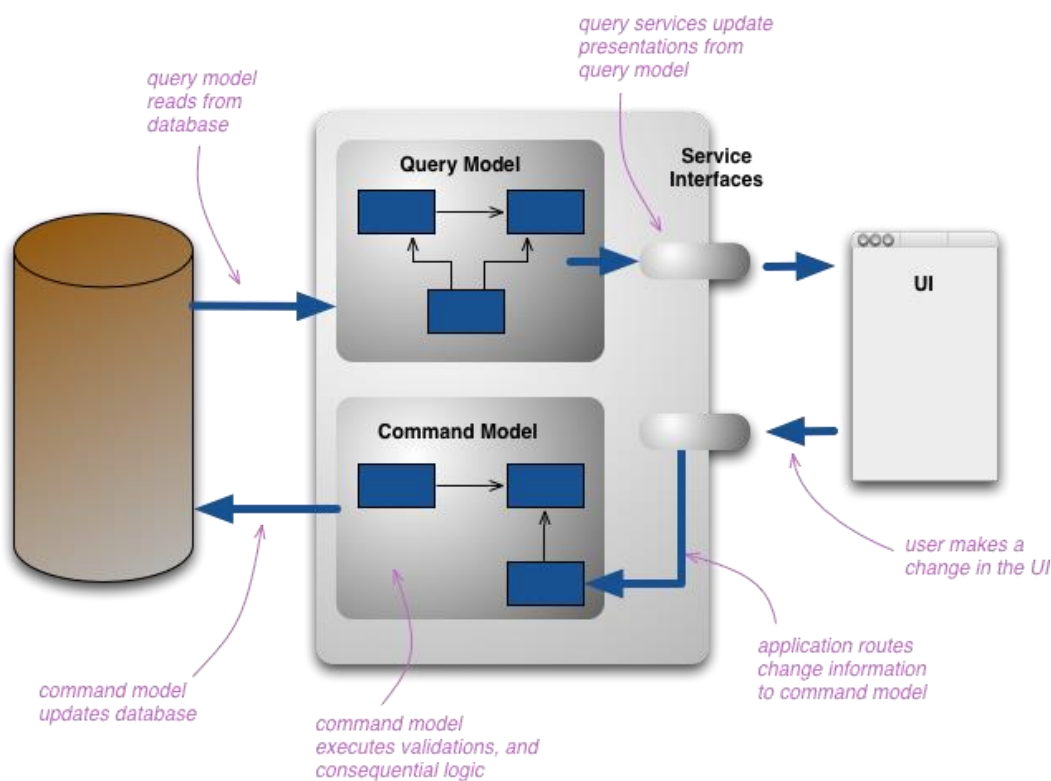 query services update
presentations from
query model
query model
reads from
database
Query Model
Service
Interfaces
UI
Command Model
user makes a
change in the UI
application routes
change information
to command model
command model
updates database
command model
executes validations, and
consequential logic